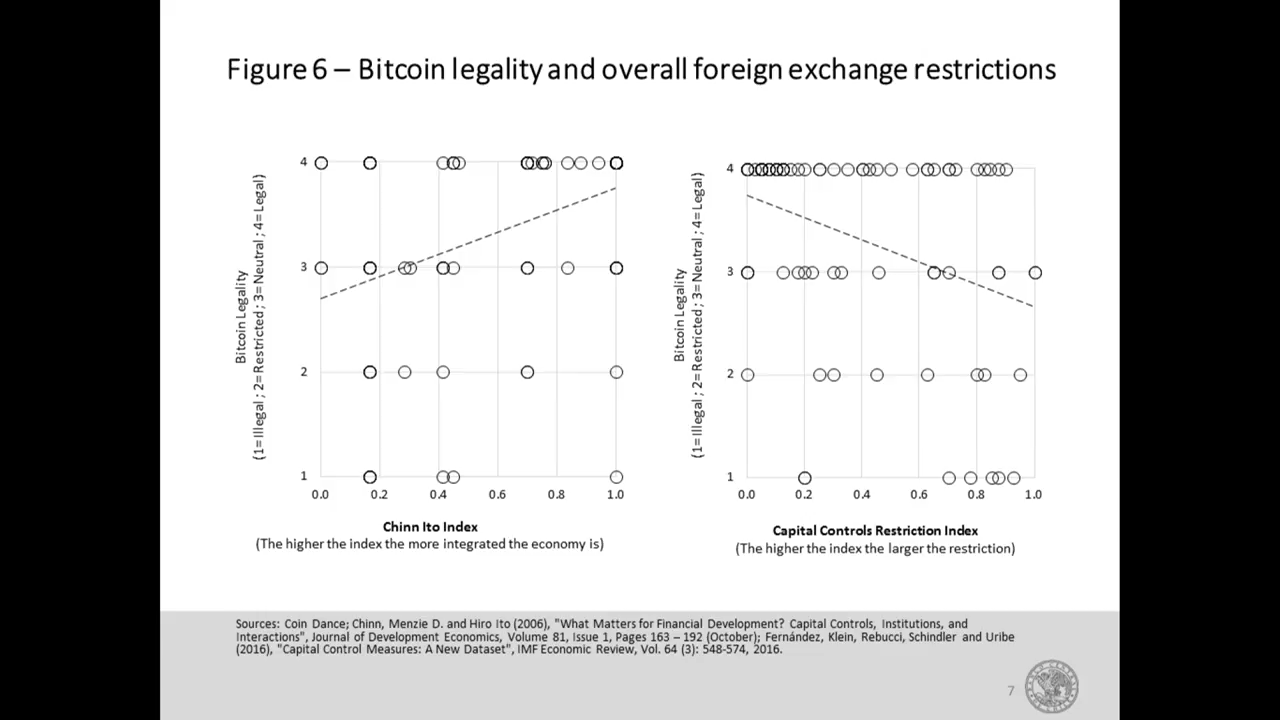 Figure 6 – Bitcoin legality and overall foreign exchange restrictions
Bitcoin Legality
(1=Illegal ; 2=Restricted ; 3=Neutral ; 4=Legal)
4
3
2
1
0.0 0.2 0.4 0.6 0.8 1.0
Chinn Ito Index
(The higher the index the more integrated the economy is)
Bitcoin Legality
(1=Illegal ; 2=Restricted ; 3=Neutral ; 4=Legal)
4
3
2
1
0.0 0.2 0.4 0.6 0.8 1.0
Capital Controls Restriction Index
(The higher the index the larger the restriction)
Sources: Coin Dance; Chinn, Menzie D. and Hiro Ito (2006), "What Matters for Financial Development? Capital Controls, Institutions, and
Interactions", Journal of Development Economics, Volume 81, Issue 1, Pages 163 – 192 (October); Fernández, Klein, Rebucci, Schindler and Uribe
(2016), "Capital Control Measures: A New Dataset", IMF Economic Review, Vol. 64 (3): 548-574, 2016.
7